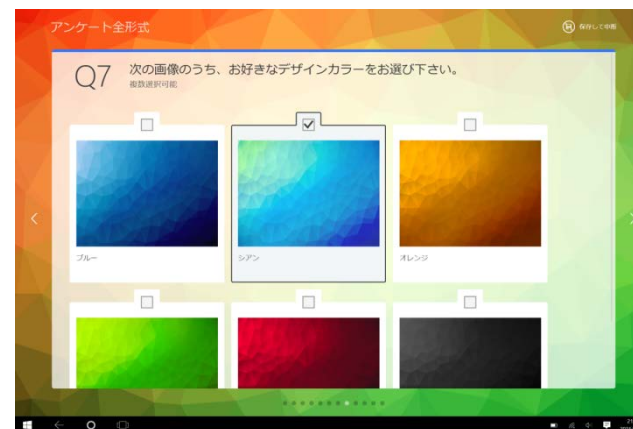 アンケート全形式
保存して中断
Q7
次の画像のうち、お好きなデザインカラーをお選び下さい。
複数選択可能
ブルー
シアン
オレンジ